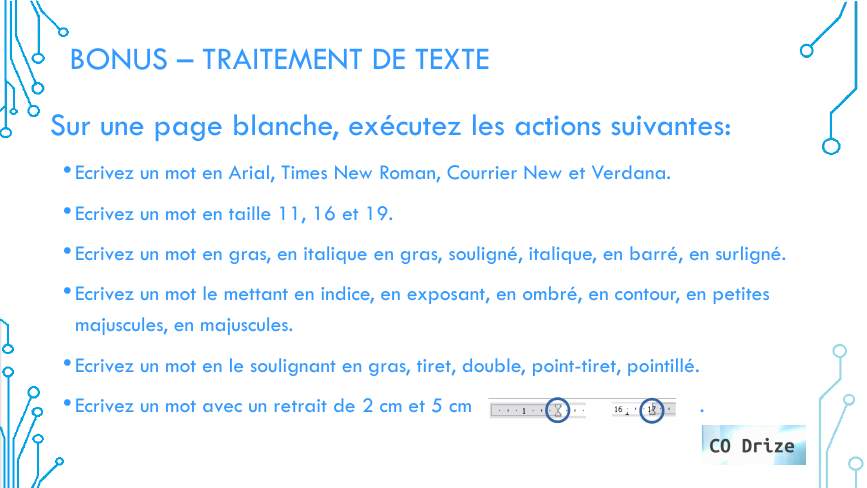 BONUS – TRAITEMENT DE TEXTE
Sur une page blanche, exécutez les actions suivantes:
• Ecrivez un mot en Arial, Times New Roman, Courrier New et Verdana.
• Ecrivez un mot en taille 11, 16 et 19.
• Ecrivez un mot en gras, en italique en gras, souligné, italique, en barré, en surligné.
• Ecrivez un mot le mettant en indice, en exposant, en ombré, en contour, en petites
majuscules, en majuscules.
• Ecrivez un mot en le soulignant en gras, tiret, double, point-tiret, pointillé.
• Ecrivez un mot avec un retrait de 2 cm et 5 cm 1 16 .
CO Drize